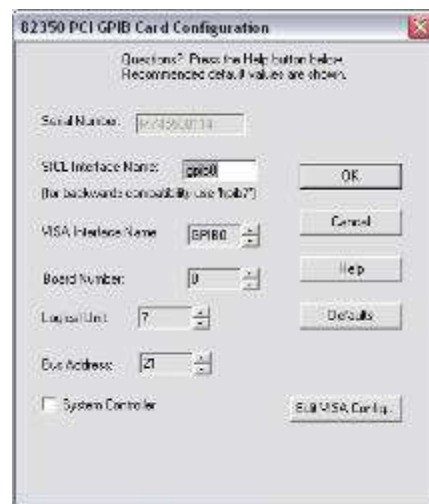 82350 PCI GPIB Card Configuration
Questions? Press the Help button below.
Recommended default values are shown.
Serial Number:
SICL Interface Name: gpib0
(for backwards compatibility use "hpib7")
VISA Interface Name GPIB0
Board Number: 0
Logical Unit: 7
Bus Address: 21
System Controller
OK
Cancel
Help
Defaults
Edit VISA Config...